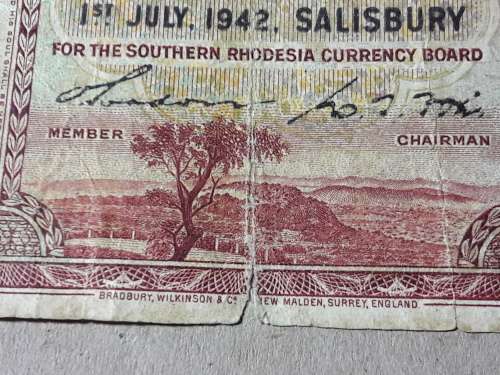 1ST JULY, 1942, SALISBURY
FOR THE SOUTHERN RHODESIA CURRENCY BOARD
MEMBER
CHAIRMAN
BRADBURY, WILKINSON & Co. NEW MALDEN, SURREY, ENGLAND